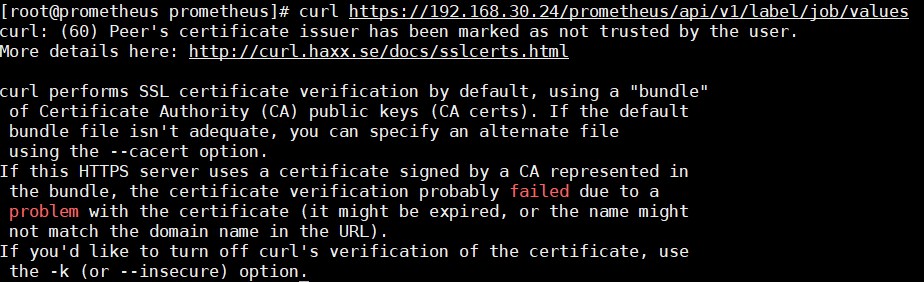 [root@prometheus prometheus]# curl https://192.168.30.24/prometheus/api/v1/label/job/values
curl: (60) Peer's certificate issuer has been marked as not trusted by the user.
More details here: http://curl.haxx.se/docs/sslcerts.html

curl performs SSL certificate verification by default, using a "bundle"
 of Certificate Authority (CA) public keys (CA certs). If the default
 bundle file isn't adequate, you can specify an alternate file
 using the --cacert option.
If this HTTPS server uses a certificate signed by a CA represented in
 the bundle, the certificate verification probably failed due to a
 problem with the certificate (it might be expired, or the name might
 not match the domain name in the URL).
If you'd like to turn off curl's verification of the certificate, use
 the -k (or --insecure) option.